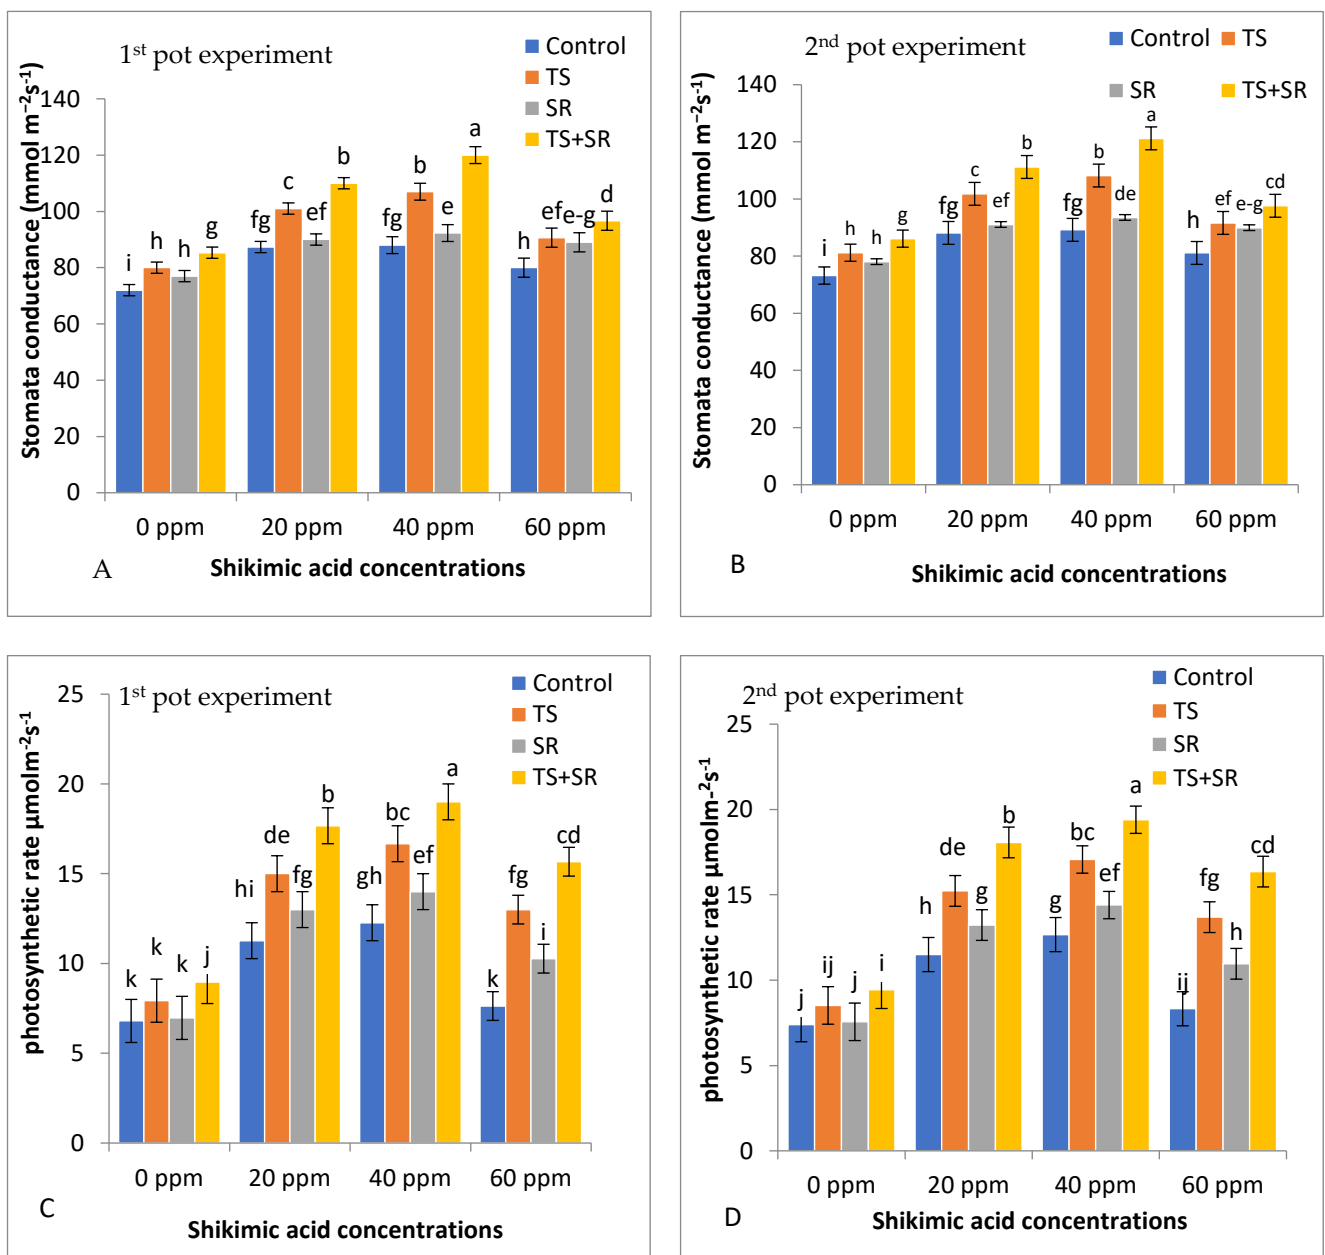 1st pot experiment
Control
TS
SR
TS+SR
Stomata conductance (mmol m−2s-1)
140
120
100
80
60
40
20
0
i h h g
fg c ef b
fg b e a
h ef e-g d
0 ppm 20 ppm 40 ppm 60 ppm
A
Shikimic acid concentrations
2nd pot experiment
Control TS
SR TS+SR
Stomata conductance (mmol m−2s-1)
140
120
100
80
60
40
20
0
i h h g
fg c ef b
fg b de a
h ef e-g cd
0 ppm 20 ppm 40 ppm 60 ppm
B
Shikimic acid concentrations
1st pot experiment
Control
TS
SR
TS+SR
photosynthetic rate µmolm-2s-1
25
20
15
10
5
0
k k k j
hi de fg b
gh bc ef a
k fg i cd
0 ppm 20 ppm 40 ppm 60 ppm
C
Shikimic acid concentrations
2nd pot experiment
Control
TS
SR
TS+SR
photosynthetic rate µmolm-2s-1
25
20
15
10
5
0
j ij j i
h de g b
g bc ef a
ij fg h cd
0 ppm 20 ppm 40 ppm 60 ppm
D
Shikimic acid concentrations